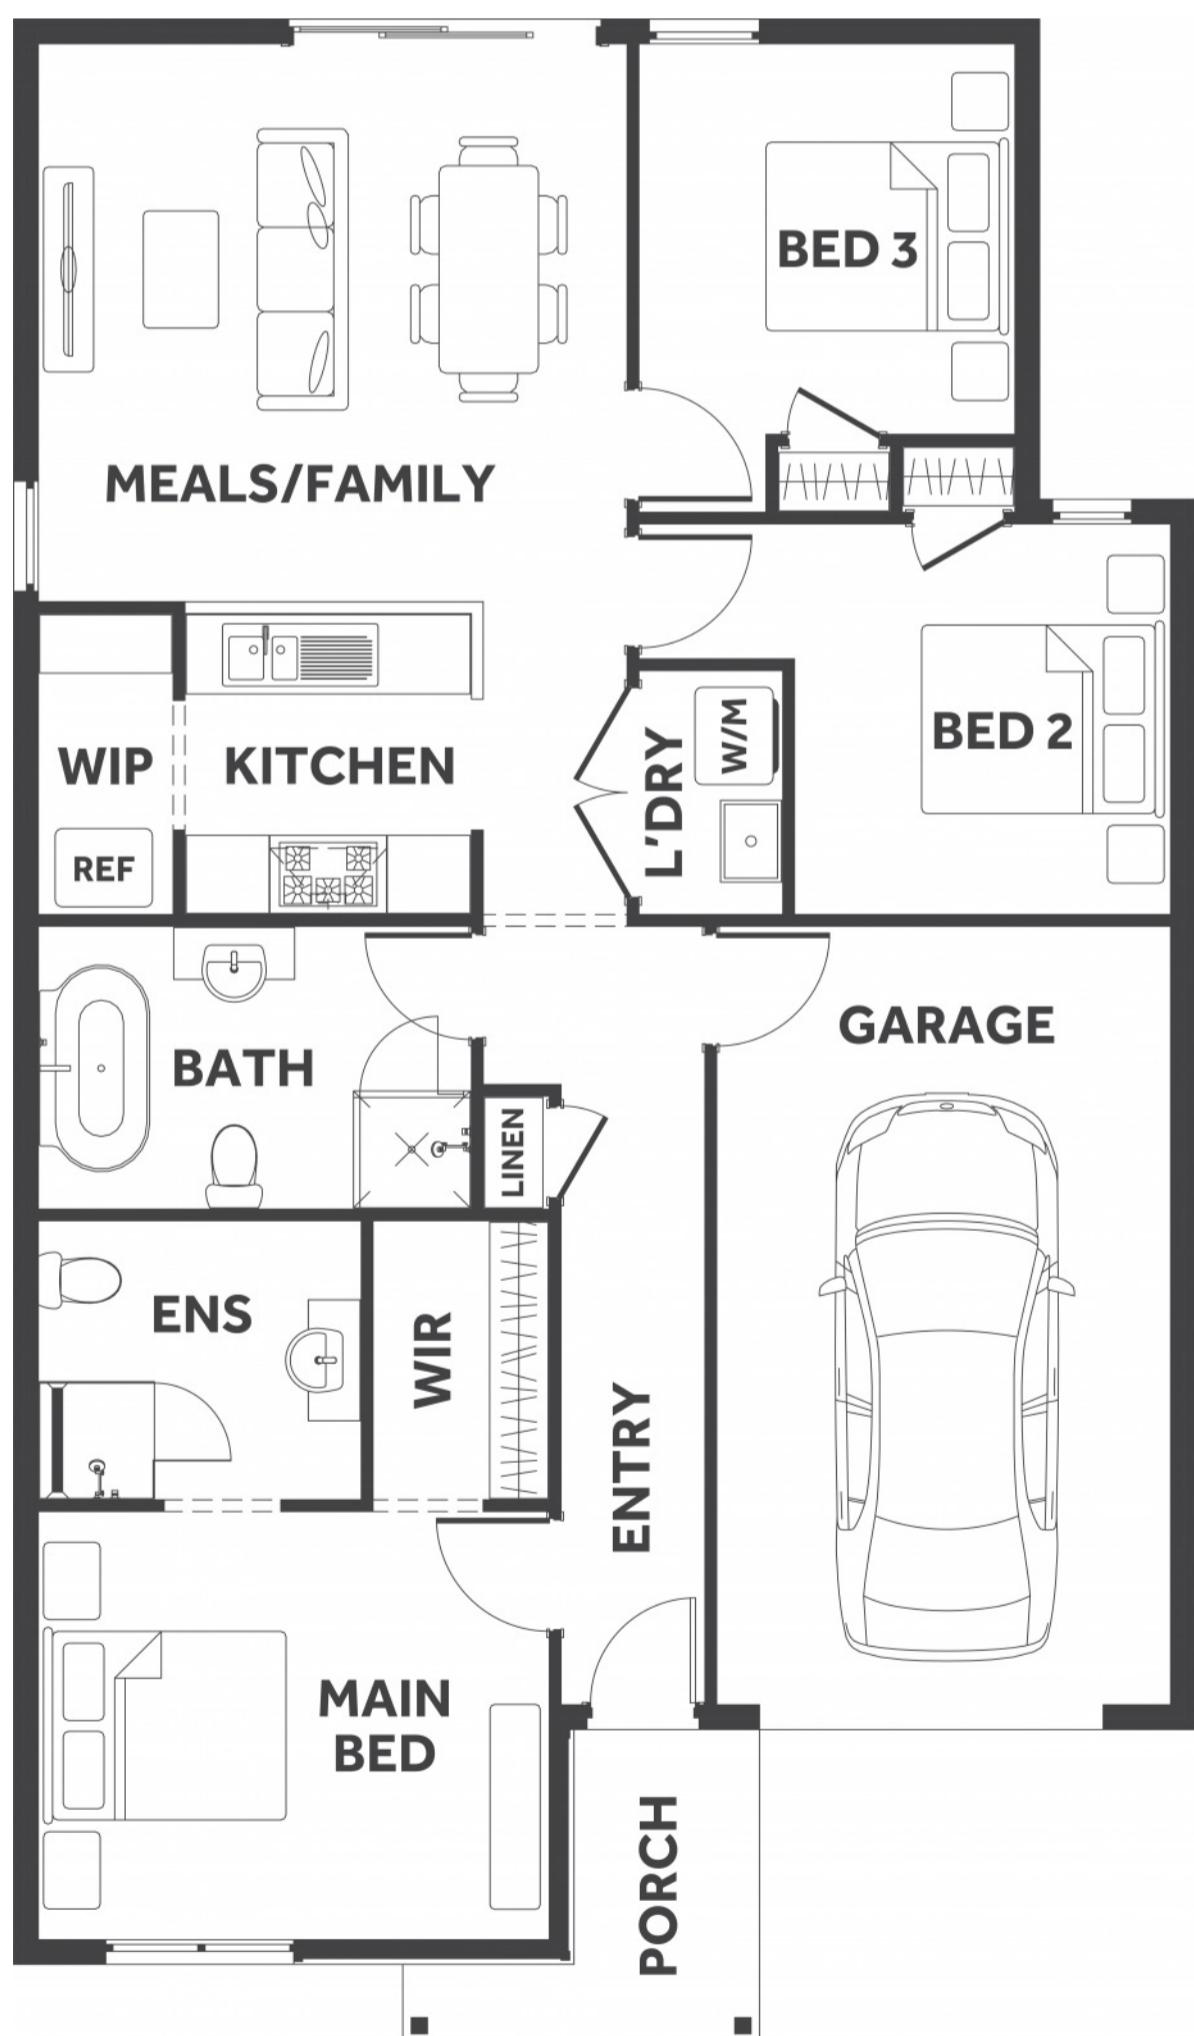 BED 3
MEALS/FAMILY
BED 2
W/M
L'DRY
WIP
KITCHEN
REF
GARAGE
BATH
LINEN
ENS
WIR
ENTRY
MAIN
BED
PORCH